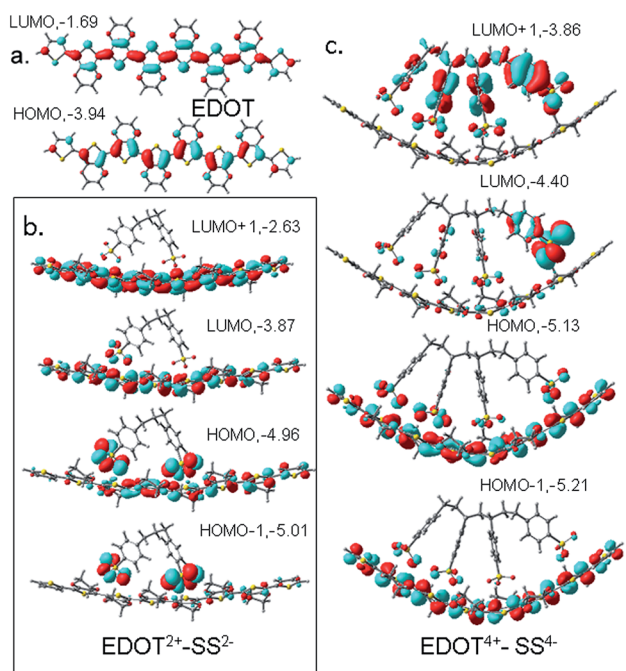 LUMO,-1.69
a.
EDOT
HOMO,-3.94
b.
LUMO+1,-2.63
LUMO,-3.87
HOMO,-4.96
HOMO-1,-5.01
EDOT²⁺-SS²⁻
c.
LUMO+1,-3.86
LUMO,-4.40
HOMO,-5.13
HOMO-1,-5.21
EDOT⁴⁺- SS⁴⁻